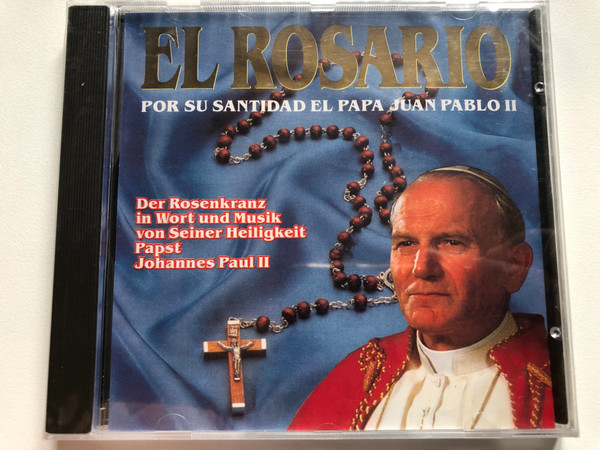 EL ROSARIO
POR SU SANTIDAD EL PAPA JUAN PABLO II
Der Rosenkranz
in Wort und Musik
von Seiner Heiligkeit
Papst
Johannes Paul II